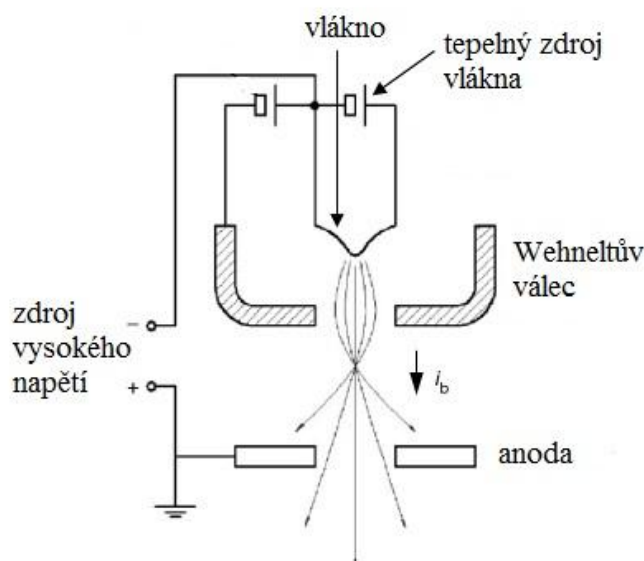 vlákno
tepelný zdroj
vlákna
Wehneltův
válec
zdroj
vysokého
napětí
−
+
i_b
anoda